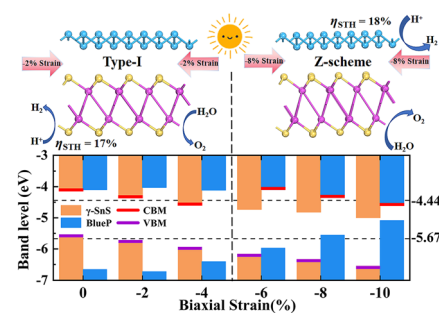 η_STH = 18%
H⁺
H₂
-2% Strain
Type-I
-2% Strain
-8% Strain
Z-scheme
-8% Strain
H₂
H⁺
η_STH = 17%
H₂O
O₂
O₂
H₂O
Band level (eV)
-3
-4
-5
-6
-7
γ-SnS
CBM
BlueP
VBM
-4.44
-5.67
0
-2
-4
-6
-8
-10
Biaxial Strain(%)